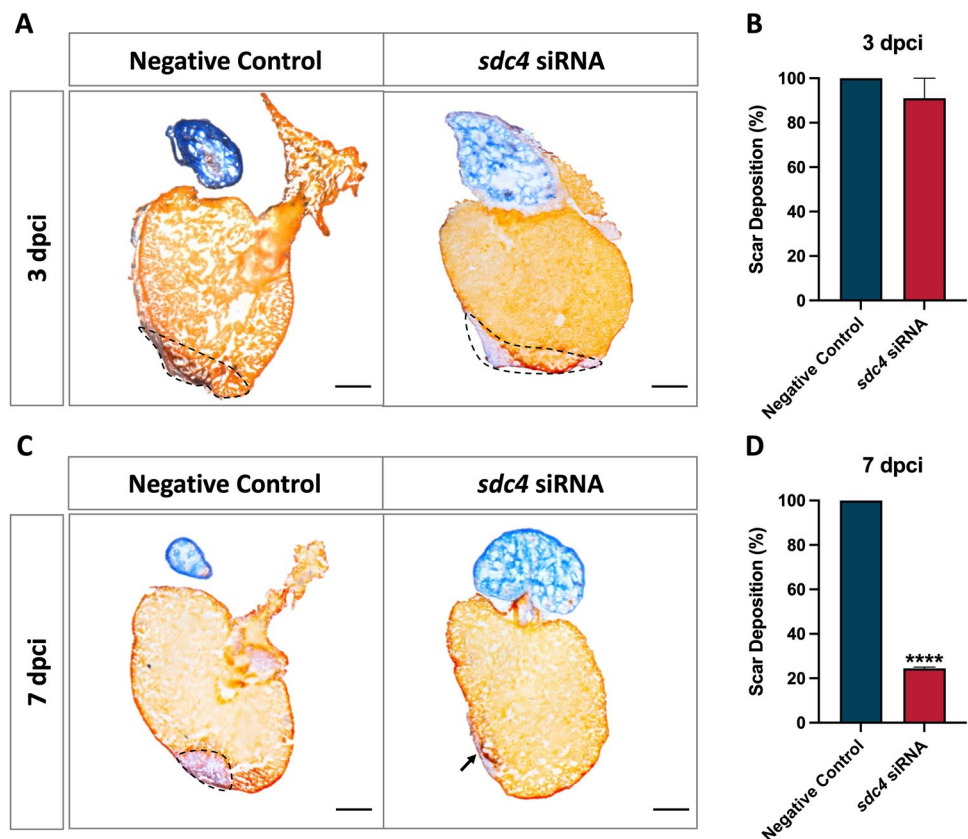 A
Negative Control
sdc4 siRNA
3 dpci
B
3 dpci
Scar Deposition (%)
100
80
60
40
20
0
Negative Control
sdc4 siRNA
C
Negative Control
sdc4 siRNA
7 dpci
D
7 dpci
Scar Deposition (%)
100
80
60
40
20
0
****
Negative Control
sdc4 siRNA